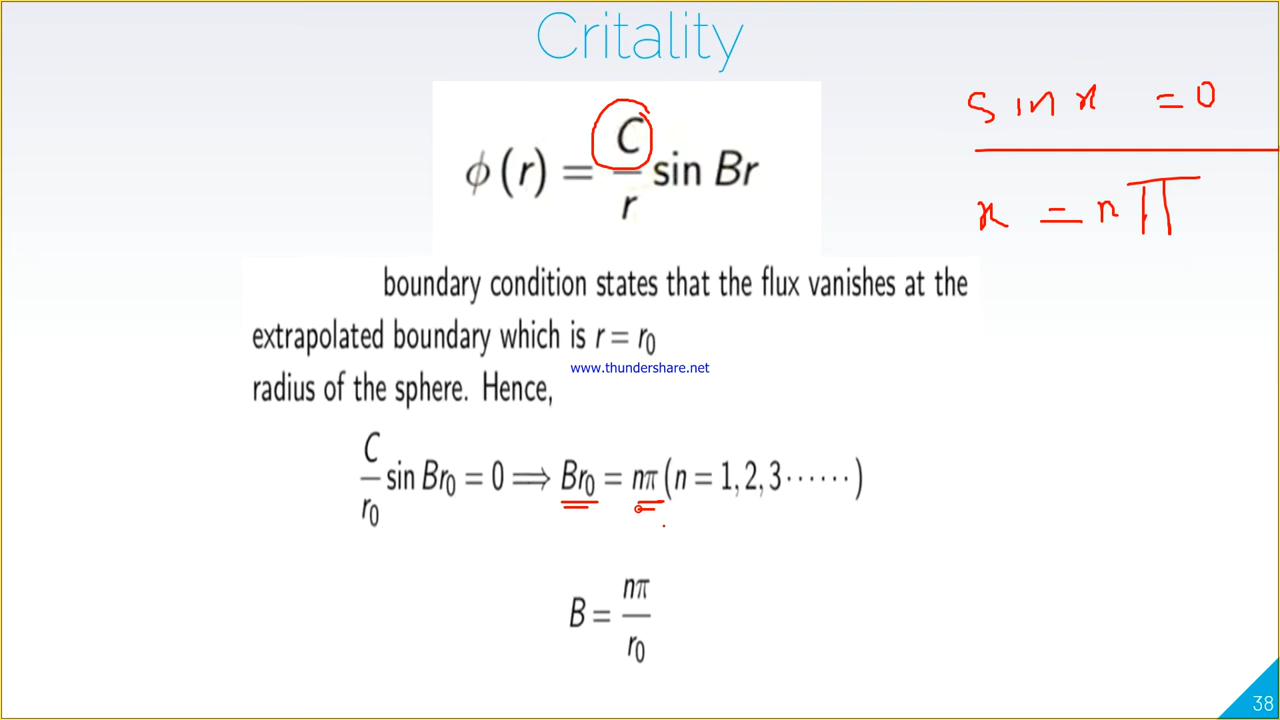 Critality
sin x = 0
ϕ(r) = C/r sin Br
x = nπ
boundary condition states that the flux vanishes at the
extrapolated boundary which is r = r₀
www.thundershare.net
radius of the sphere. Hence,
C/r₀ sin Br₀ = 0 ⟹ Br₀ = nπ(n = 1, 2, 3⋯⋯)
B = nπ/r₀
38